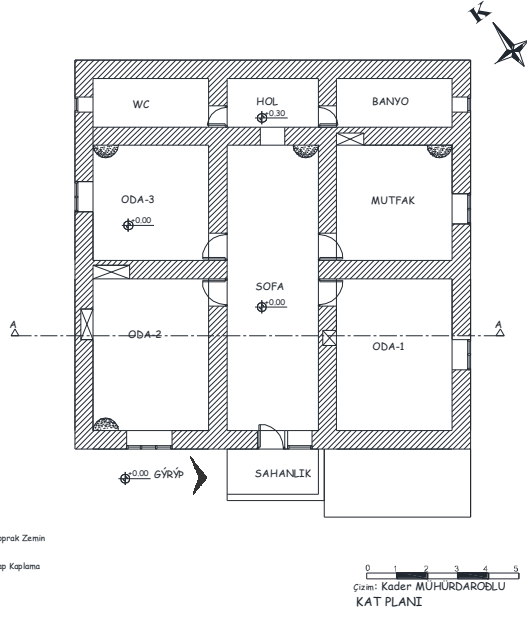 K
WC
HOL
BANYO
+0.30
ODA-3
MUTFAK
+0.00
SOFA
+0.00
A
A
ODA-2
ODA-1
+0.00 GÝRÝÞ
SAHANLIK
oprak Zemin
ap Kaplama
0 1 2 3 4 5
Çizim: Kader MÜHÜRDAROÐLU
KAT PLANI